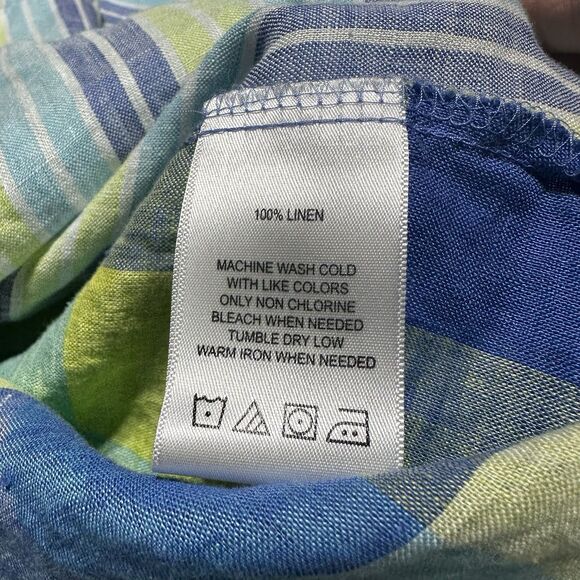 100% LINEN
MACHINE WASH COLD
WITH LIKE COLORS
ONLY NON CHLORINE
BLEACH WHEN NEEDED
TUMBLE DRY LOW
WARM IRON WHEN NEEDED